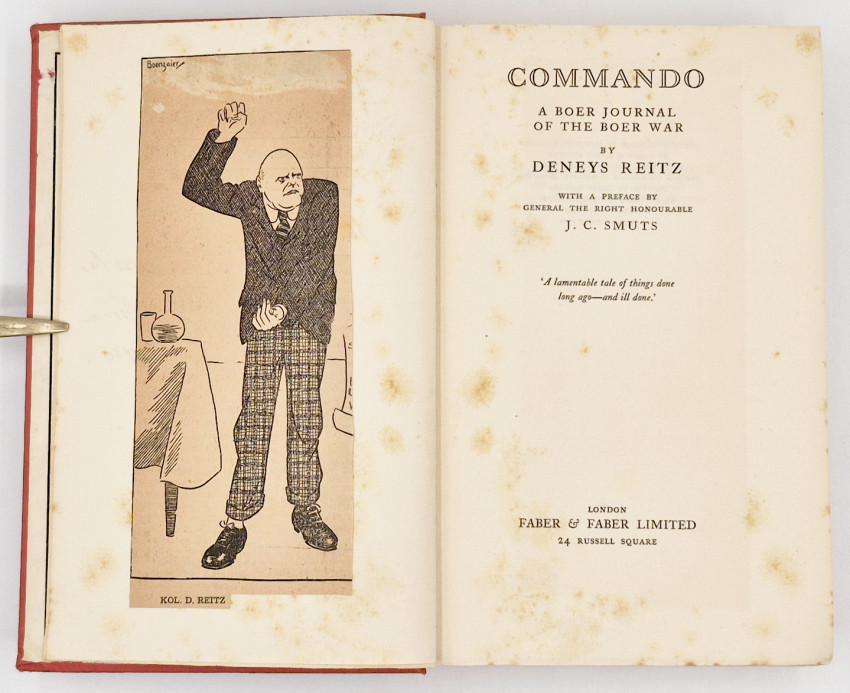 Boonzaier
KOL. D. REITZ
COMMANDO
A BOER JOURNAL
OF THE BOER WAR
BY
DENEYS REITZ
WITH A PREFACE BY
GENERAL THE RIGHT HONOURABLE
J. C. SMUTS
'A lamentable tale of things done
long ago—and ill done.'
LONDON
FABER & FABER LIMITED
24 RUSSELL SQUARE